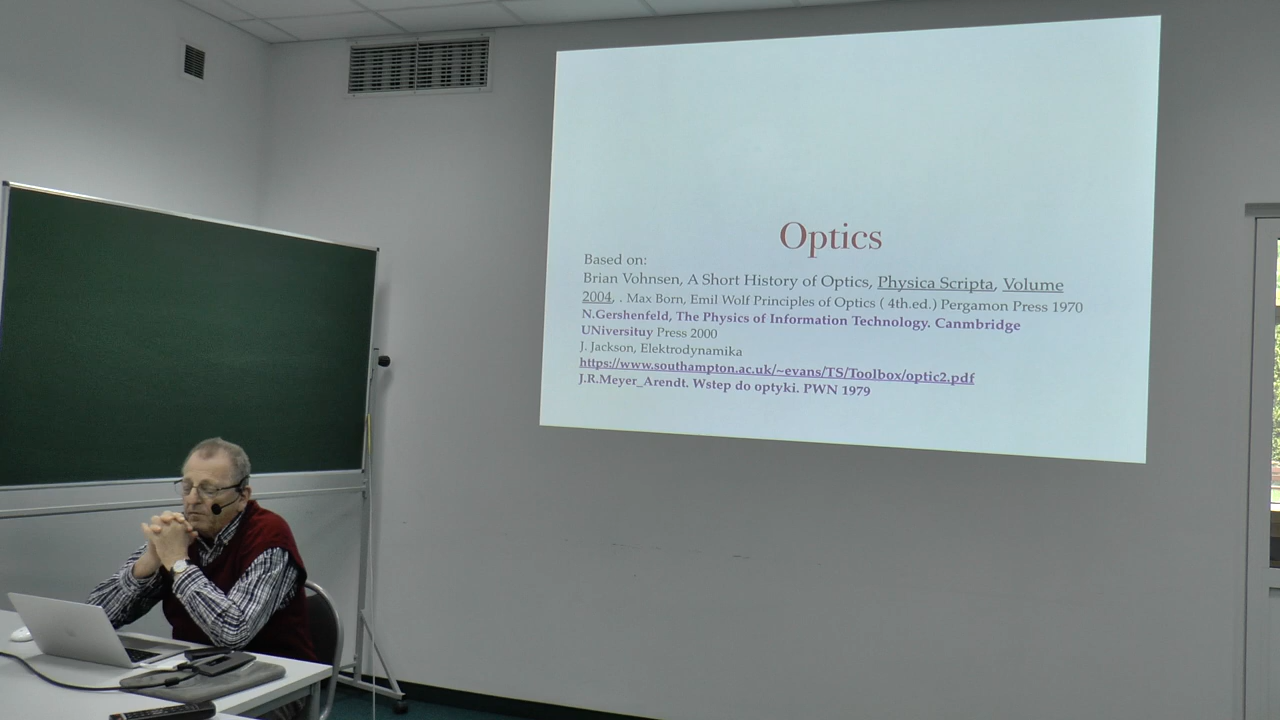 Optics
Based on:
Brian Vohnsen, A Short History of Optics, Physica Scripta, Volume
2004, . Max Born, Emil Wolf Principles of Optics ( 4th.ed.) Pergamon Press 1970
N.Gershenfeld, The Physics of Information Technology. Canmbridge
UNiversituy Press 2000
J. Jackson, Elektrodynamika
https://www.southampton.ac.uk/~evans/TS/Toolbox/optic2.pdf
J.R.Meyer_Arendt. Wstep do optyki. PWN 1979